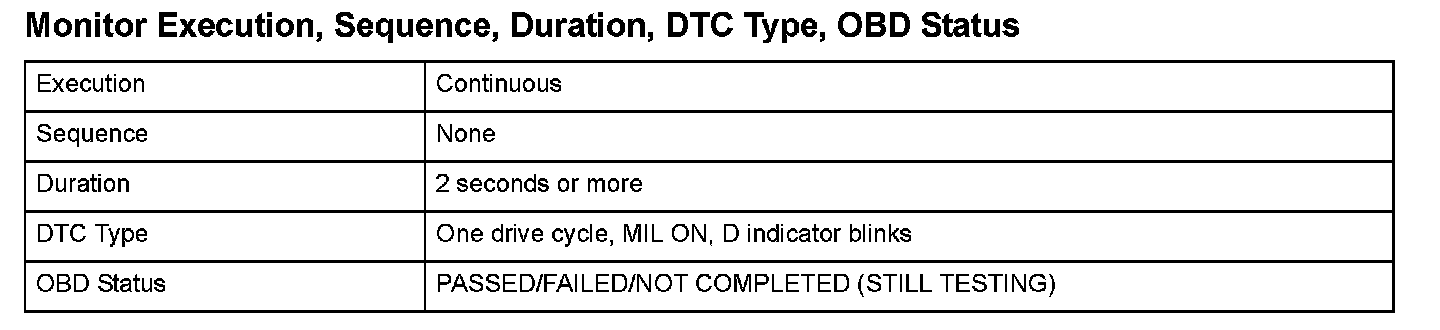 Monitor Execution, Sequence, Duration, DTC Type, OBD Status
Execution Continuous
Sequence None
Duration 2 seconds or more
DTC Type One drive cycle, MIL ON, D indicator blinks
OBD Status PASSED/FAILED/NOT COMPLETED (STILL TESTING)